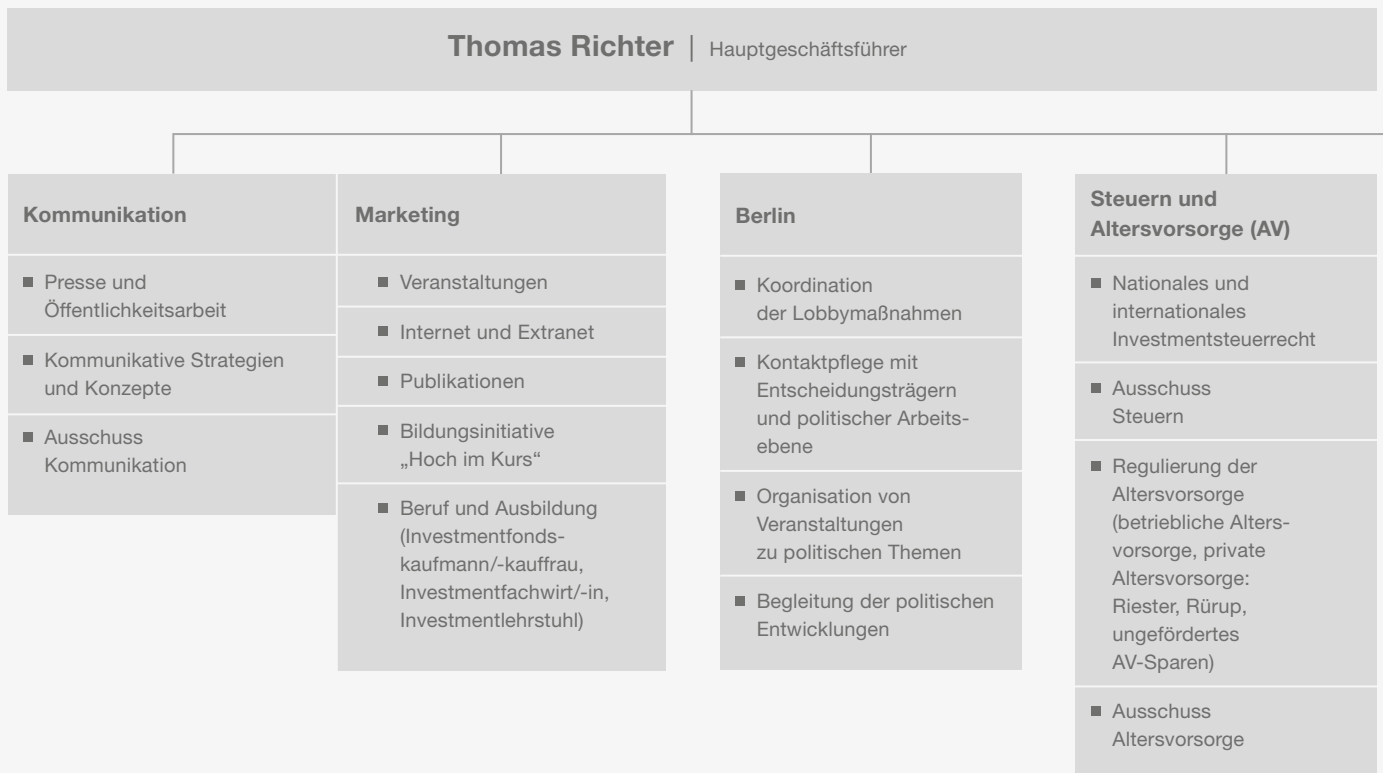 Thomas Richter | Hauptgeschäftsführer
Kommunikation
■ Presse und
Öffentlichkeitsarbeit
■ Kommunikative Strategien
und Konzepte
■ Ausschuss
Kommunikation
Marketing
■ Veranstaltungen
■ Internet und Extranet
■ Publikationen
■ Bildungsinitiative
„Hoch im Kurs“
■ Beruf und Ausbildung
(Investmentfonds-
kaufmann/-kauffrau,
Investmentfachwirt/-in,
Investmentlehrstuhl)
Berlin
■ Koordination
der Lobbymaßnahmen
■ Kontaktpflege mit
Entscheidungsträgern
und politischer Arbeits-
ebene
■ Organisation von
Veranstaltungen
zu politischen Themen
■ Begleitung der politischen
Entwicklungen
Steuern und
Altersvorsorge (AV)
■ Nationales und
internationales
Investmentsteuerrecht
■ Ausschuss
Steuern
■ Regulierung der
Altersvorsorge
(betriebliche Alters-
vorsorge, private
Altersvorsorge:
Riester, Rürup,
ungefördertes
AV-Sparen)
■ Ausschuss
Altersvorsorge